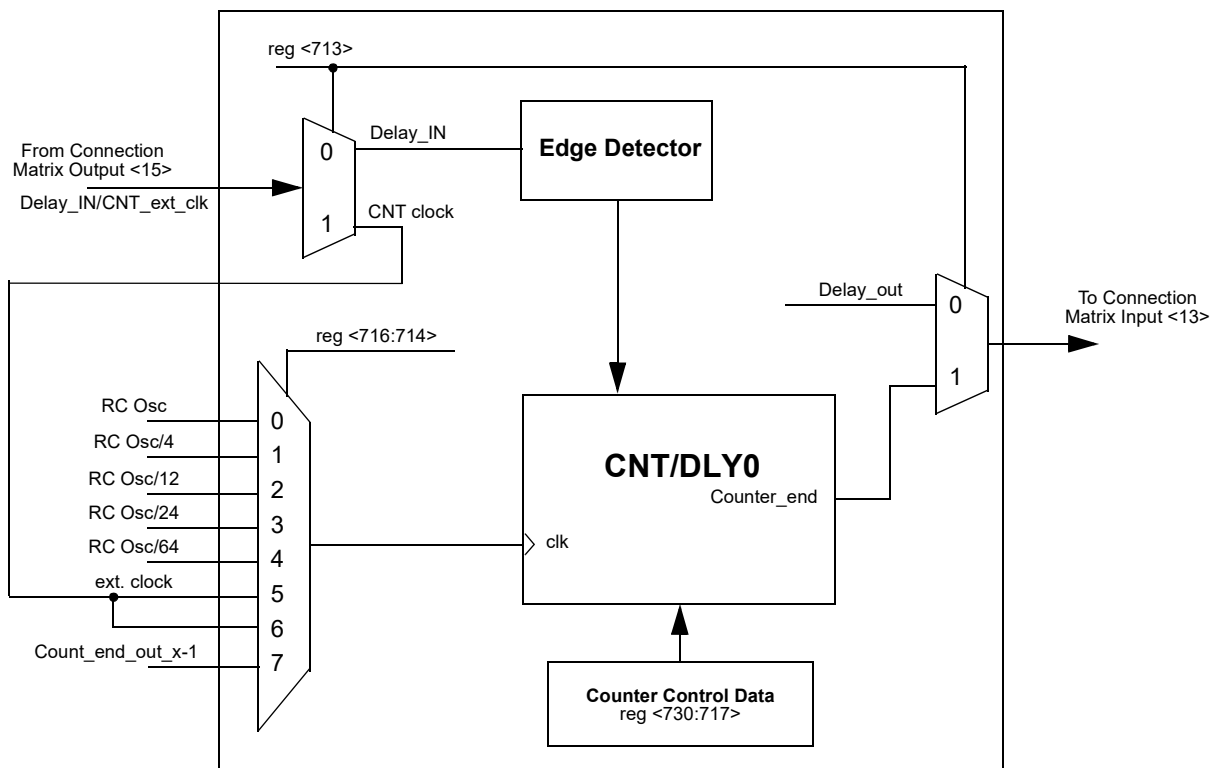 reg <713>
0
Delay_IN
Edge Detector
From Connection
Matrix Output <15>
Delay_IN/CNT_ext_clk
1
CNT clock
Delay_out
0
To Connection
Matrix Input <13>
1
reg <716:714>
RC Osc
0
RC Osc/4
1
RC Osc/12
2
RC Osc/24
3
RC Osc/64
4
ext. clock
5
6
Count_end_out_x-1
7
CNT/DLY0
Counter_end
clk
Counter Control Data
reg <730:717>